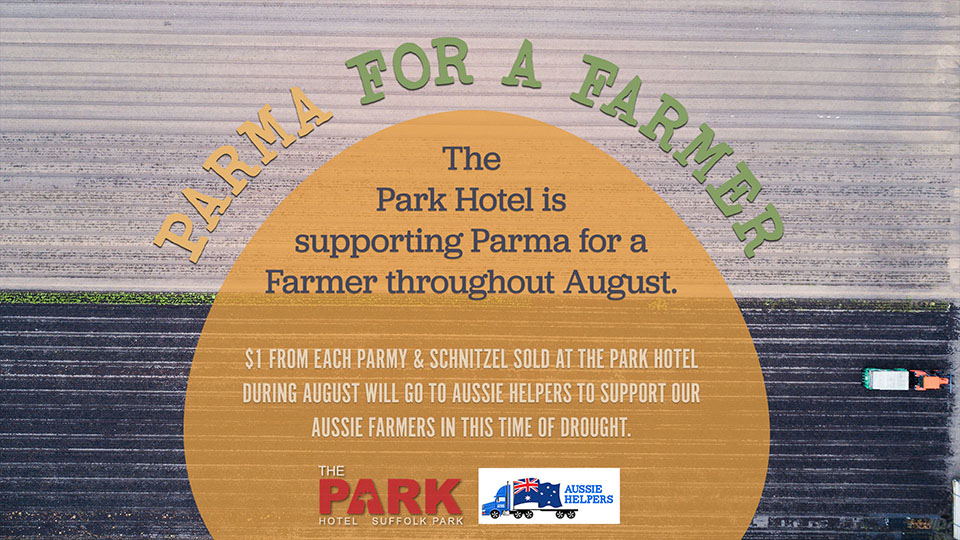 PARMA FOR A FARMER
The
Park Hotel is
supporting Parma for a
Farmer throughout August.
$1 FROM EACH PARMY & SCHNITZEL SOLD AT THE PARK HOTEL
DURING AUGUST WILL GO TO AUSSIE HELPERS TO SUPPORT OUR
AUSSIE FARMERS IN THIS TIME OF DROUGHT.
THE
PARK
HOTEL SUFFOLK PARK
AUSSIE
HELPERS